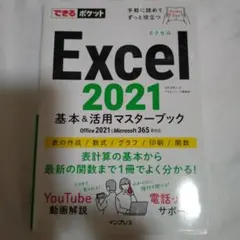 できるポケット
手軽に読めて
ずっと役立つ
エクセル
Excel
2021
基本&活用マスターブック
Office 2021 & Microsoft 365 両対応
表の作成 / 数式 / グラフ / 印刷 / 関数
表計算の基本から
最新の関数まで1冊でよく分かる!
YouTube
動画解説
電話
サポート
インプレス